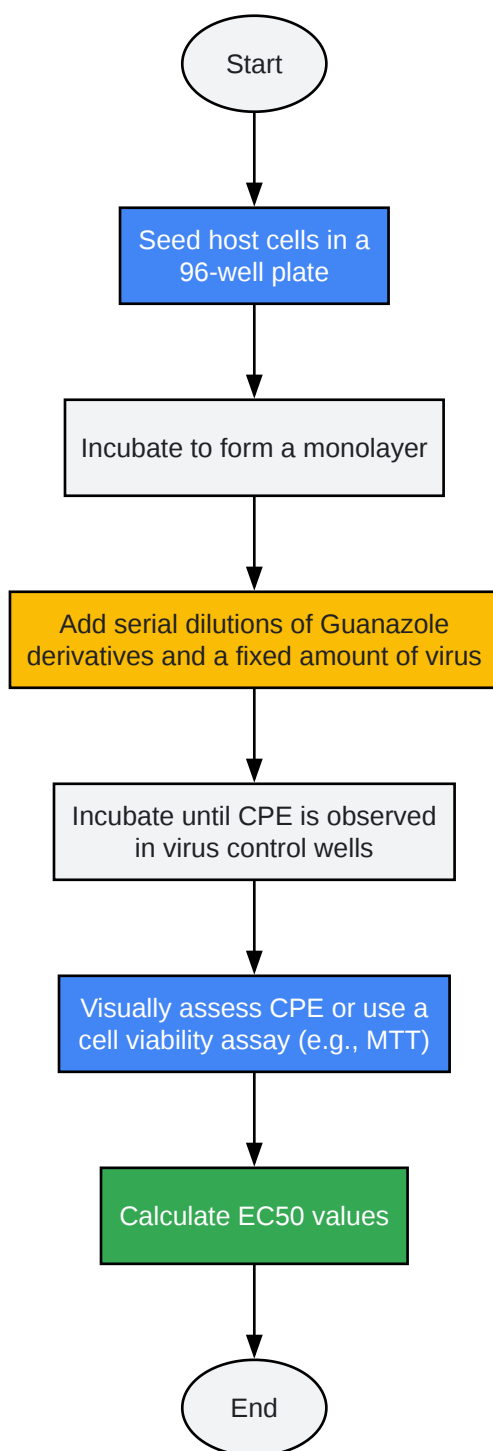 Start
Seed host cells in a
96-well plate
Incubate to form a monolayer
Add serial dilutions of Guanazole
derivatives and a fixed amount of virus
Incubate until CPE is observed
in virus control wells
Visually assess CPE or use a
cell viability assay (e.g., MTT)
Calculate EC50 values
End